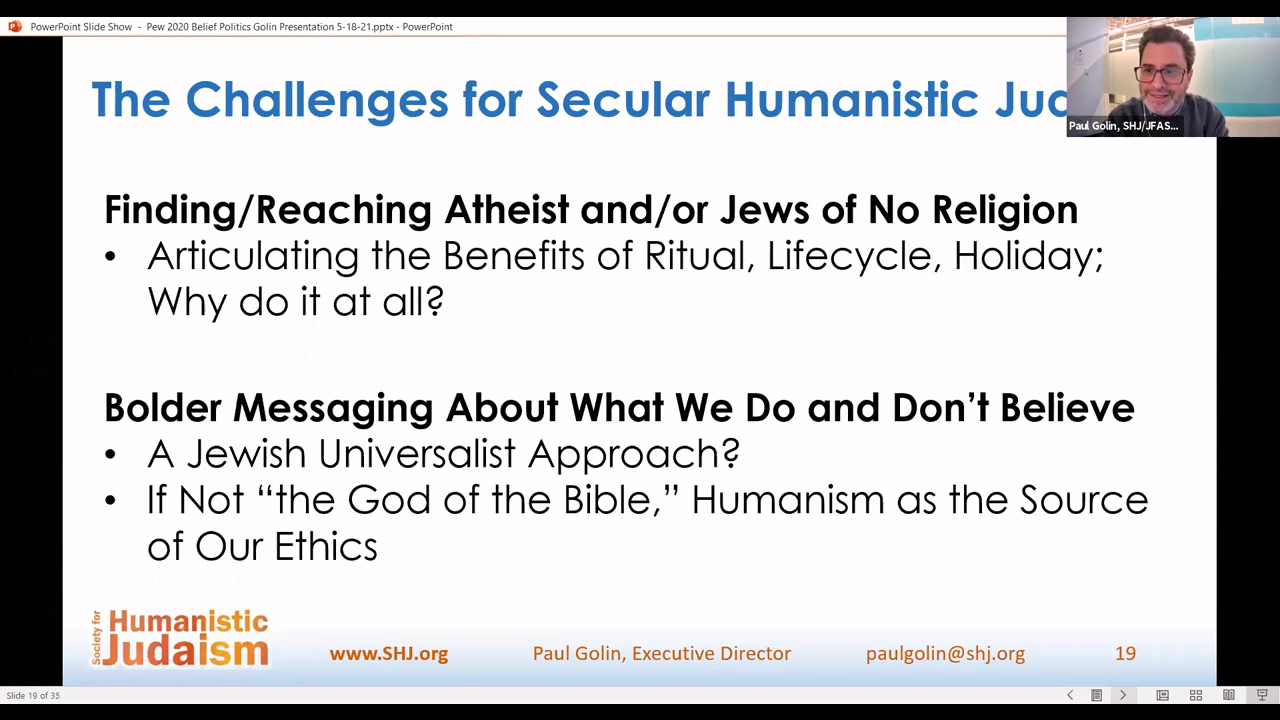 PowerPoint Slide Show - Pew 2020 Belief Politics Golin Presentation 5-18-21.pptx - PowerPoint
The Challenges for Secular Humanistic Jud
Paul Golin, SHJ/JFAS...
Finding/Reaching Atheist and/or Jews of No Religion
• Articulating the Benefits of Ritual, Lifecycle, Holiday;
Why do it at all?
Bolder Messaging About What We Do and Don’t Believe
• A Jewish Universalist Approach?
• If Not “the God of the Bible,” Humanism as the Source
of Our Ethics
Society for
Humanistic
Judaism
www.SHJ.org
Paul Golin, Executive Director
paulgolin@shj.org
19
Slide 19 of 35